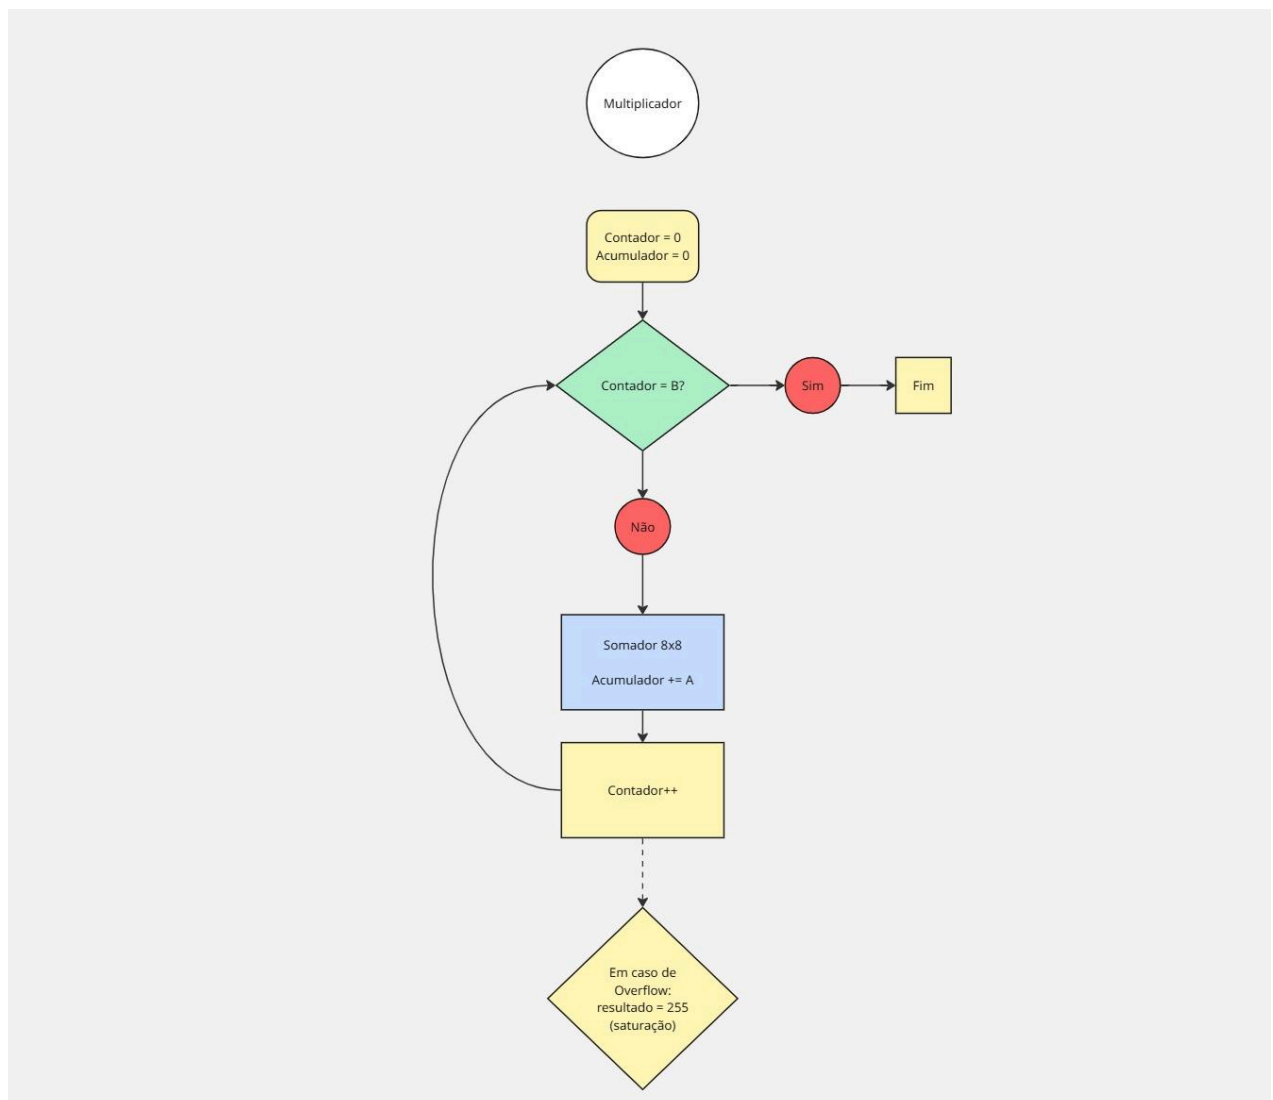 Multiplicador
Contador = 0
Acumulador = 0
Contador = B?
Sim
Fim
Não
Somador 8x8
Acumulador += A
Contador++
Em caso de
Overflow:
resultado = 255
(saturação)